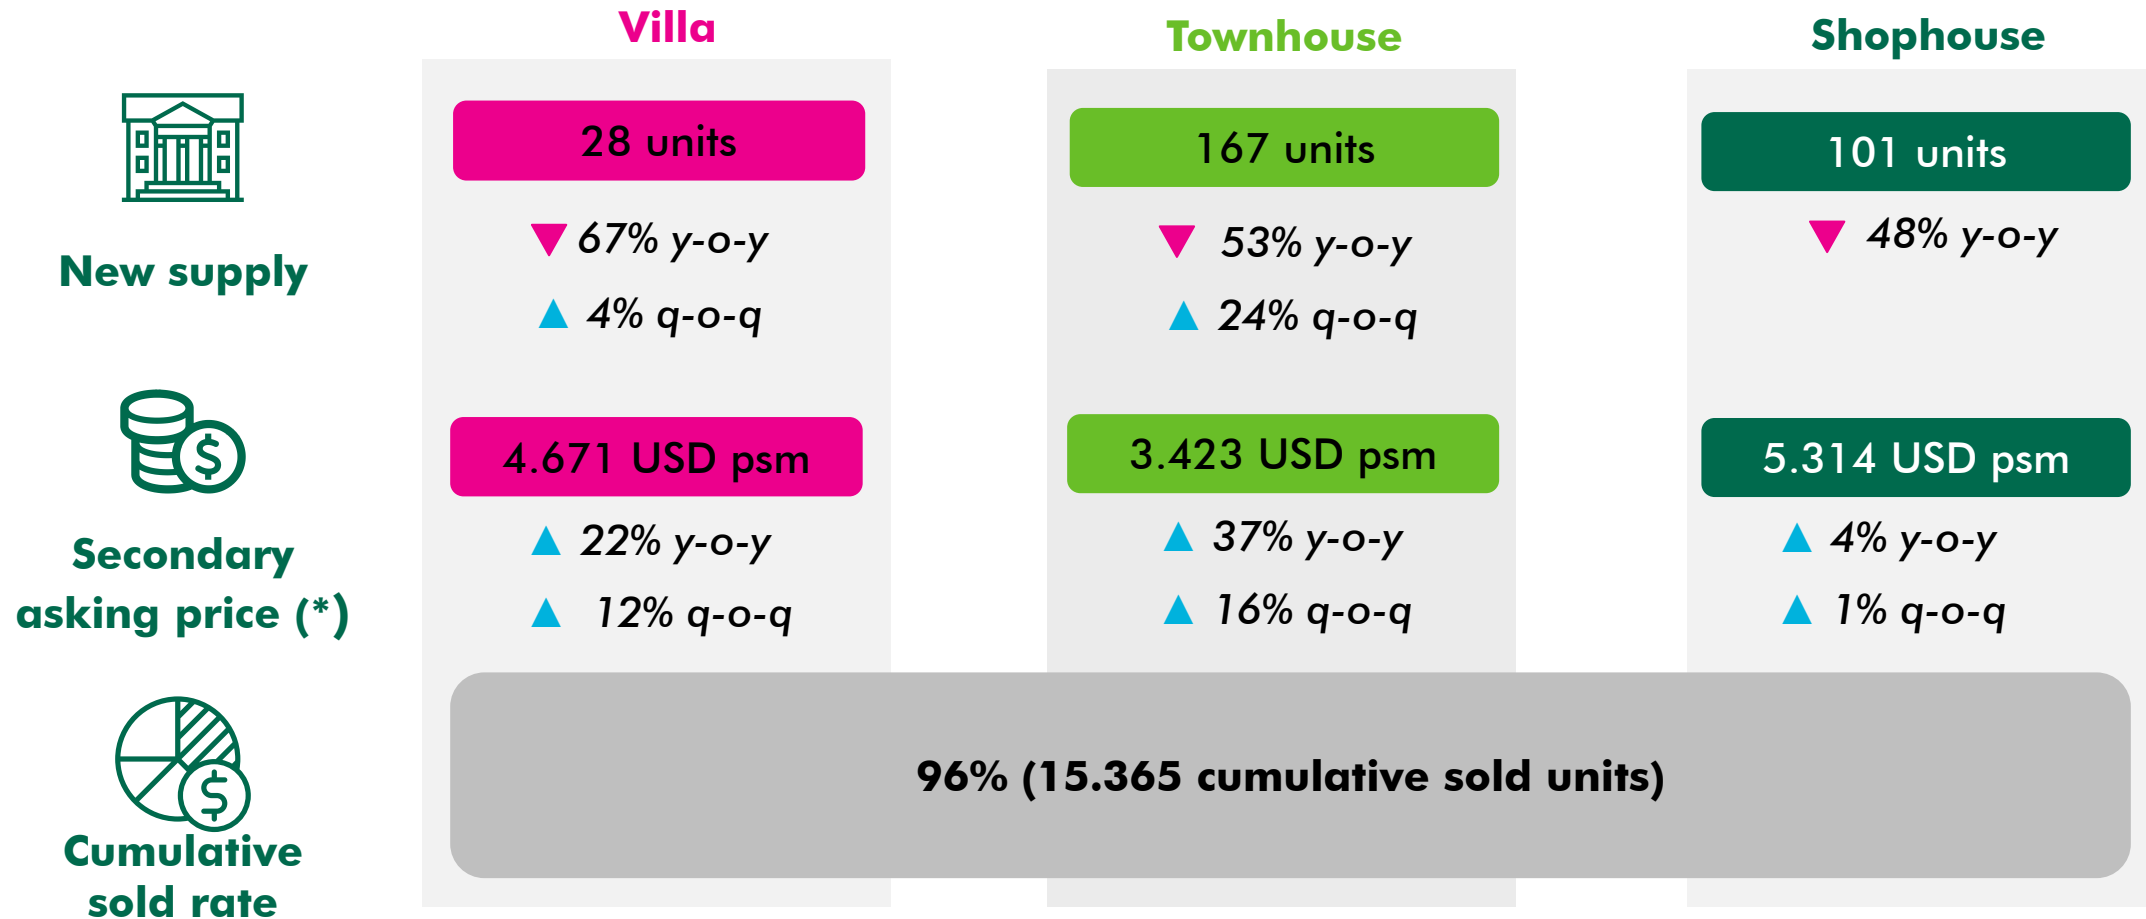 Villa
Townhouse
Shophouse
New supply
28 units
167 units
101 units
67% y-o-y
53% y-o-y
48% y-o-y
4% q-o-q
24% q-o-q
Secondary
asking price (*)
4.671 USD psm
3.423 USD psm
5.314 USD psm
22% y-o-y
37% y-o-y
4% y-o-y
12% q-o-q
16% q-o-q
1% q-o-q
Cumulative
sold rate
96% (15.365 cumulative sold units)